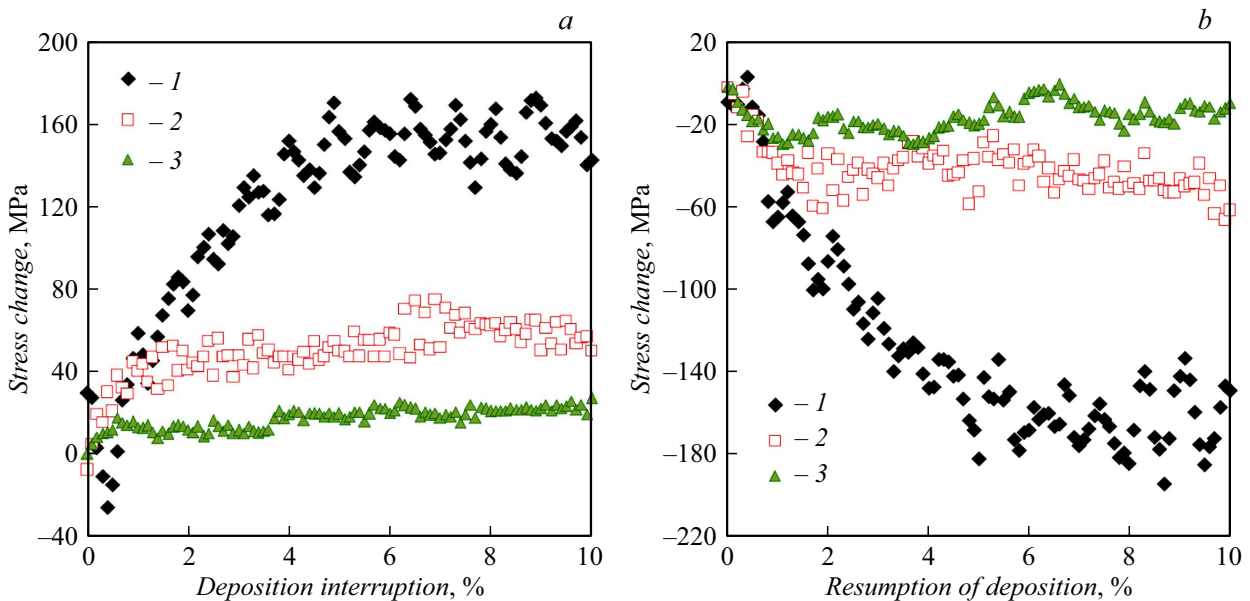 a
200
160
120
80
40
0
–40
Stress change, MPa
– 1
– 2
– 3
0 2 4 6 8 10
Deposition interruption, %
b
20
–20
–60
–100
–140
–180
–220
Stress change, MPa
– 1
– 2
– 3
0 2 4 6 8 10
Resumption of deposition, %